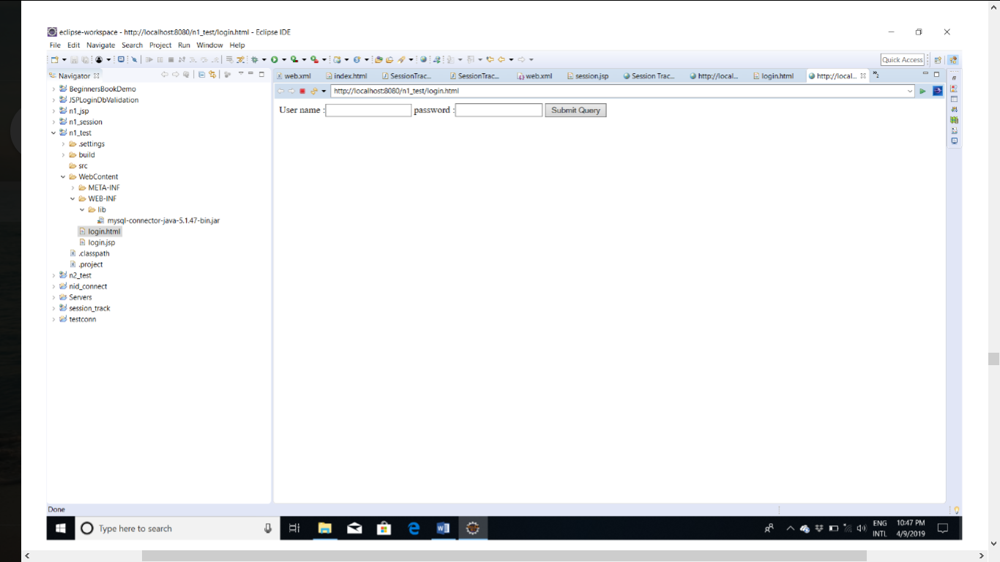 eclipse-workspace - http://localhost:8080/n1_test/login.html - Eclipse IDE
File Edit Navigate Search Project Run Window Help
Quick Access
Navigator
web.xml index.html SessionTrac... SessionTrac... web.xml session.jsp Session Trac... http://local... login.html http://local... »2
http://localhost:8080/n1_test/login.html
User name : password : Submit Query
BeginnersBookDemo
JSPLoginDbValidation
n1_jsp
n1_session
n1_test
.settings
build
src
WebContent
META-INF
WEB-INF
lib
mysql-connector-java-5.1.47-bin.jar
login.html
login.jsp
.classpath
.project
n2_test
nid_connect
Servers
session_track
testconn
Done
Type here to search
ENG 10:47 PM
INTL 4/9/2019